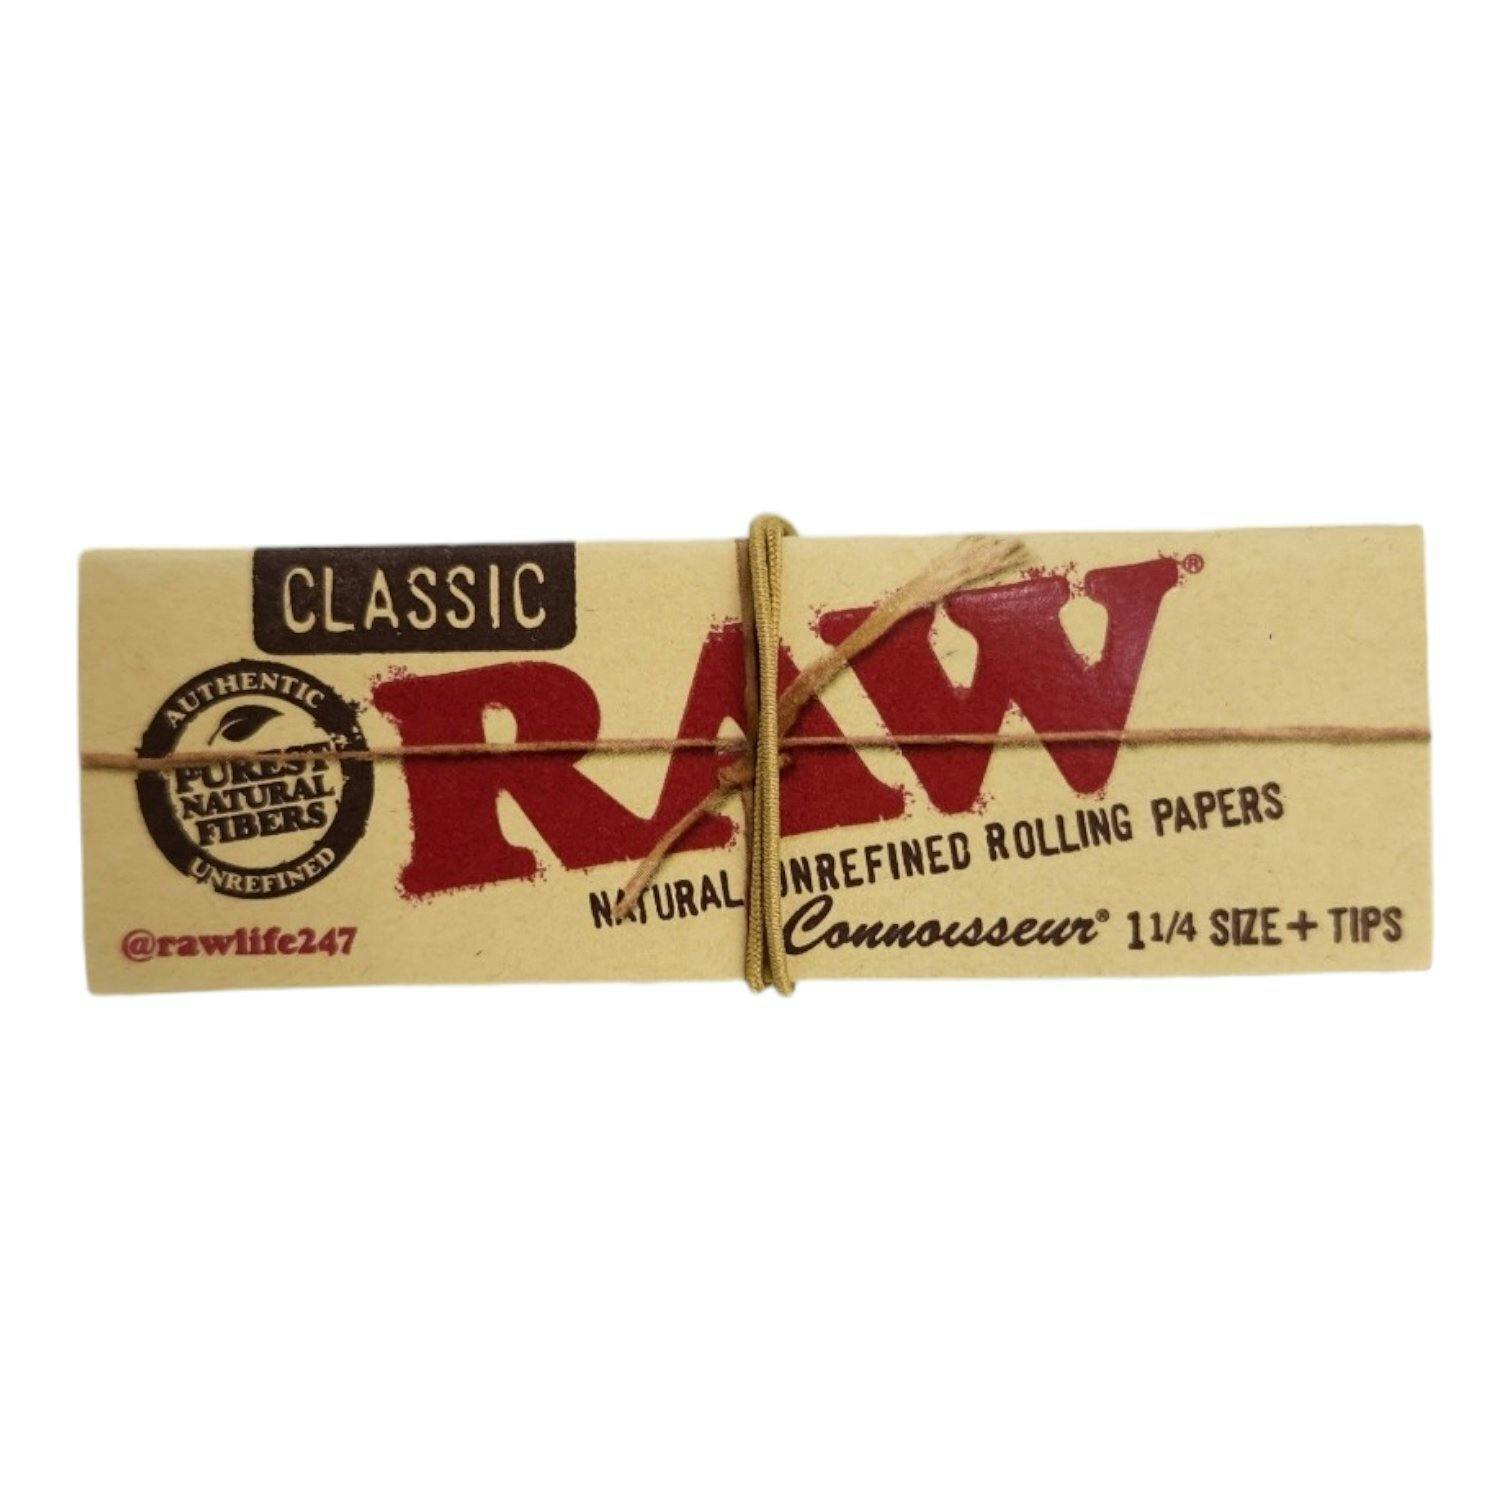 CLASSIC
RAW®
AUTHENTIC
PUREST
NATURAL
FIBERS
UNREFINED
NATURAL UNREFINED ROLLING PAPERS
Connoisseur® 1 1/4 SIZE + TIPS
@rawlife247